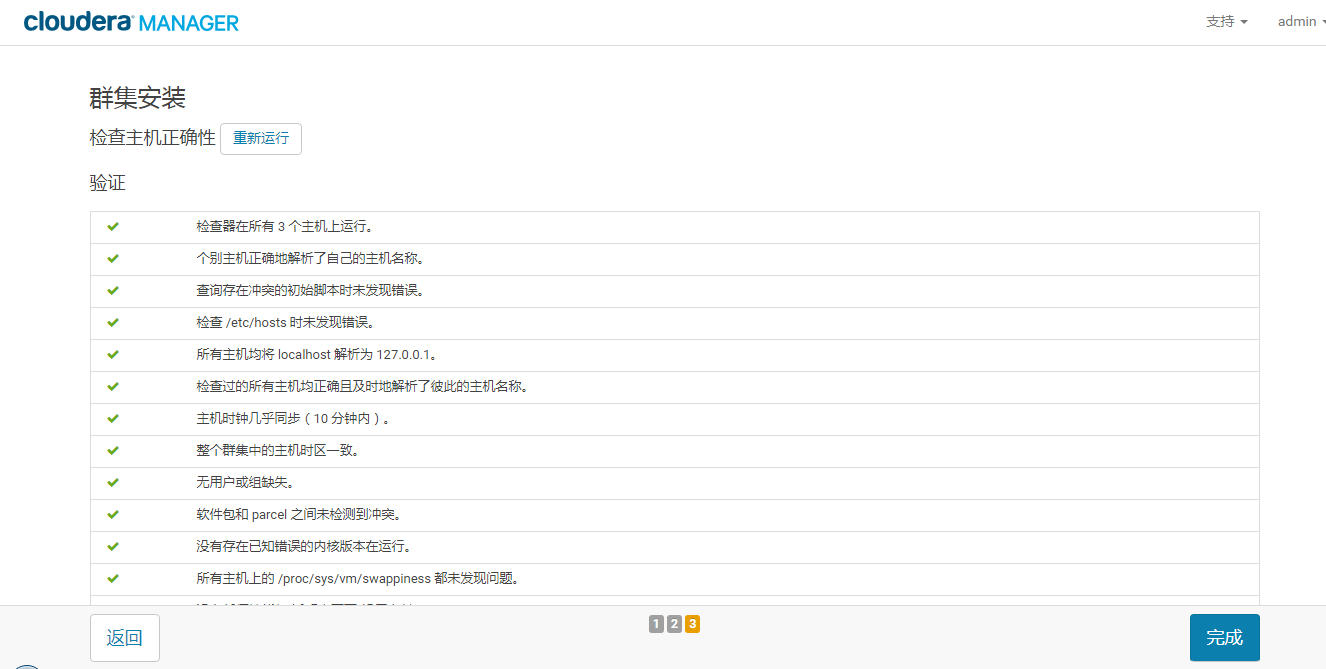 cloudera MANAGER
支持 admin
群集安装
检查主机正确性 重新运行
验证
检查器在所有 3 个主机上运行。
个别主机正确地解析了自己的主机名称。
查询存在冲突的初始脚本时未发现错误。
检查 /etc/hosts 时未发现错误。
所有主机均将 localhost 解析为 127.0.0.1。
检查过的所有主机均正确且及时地解析了彼此的主机名称。
主机时钟几乎同步（10 分钟内）。
整个群集中的主机时区一致。
无用户或组缺失。
软件包和 parcel 之间未检测到冲突。
没有存在已知错误的内核版本在运行。
所有主机上的 /proc/sys/vm/swappiness 都未发现问题。
返回 1 2 3 完成